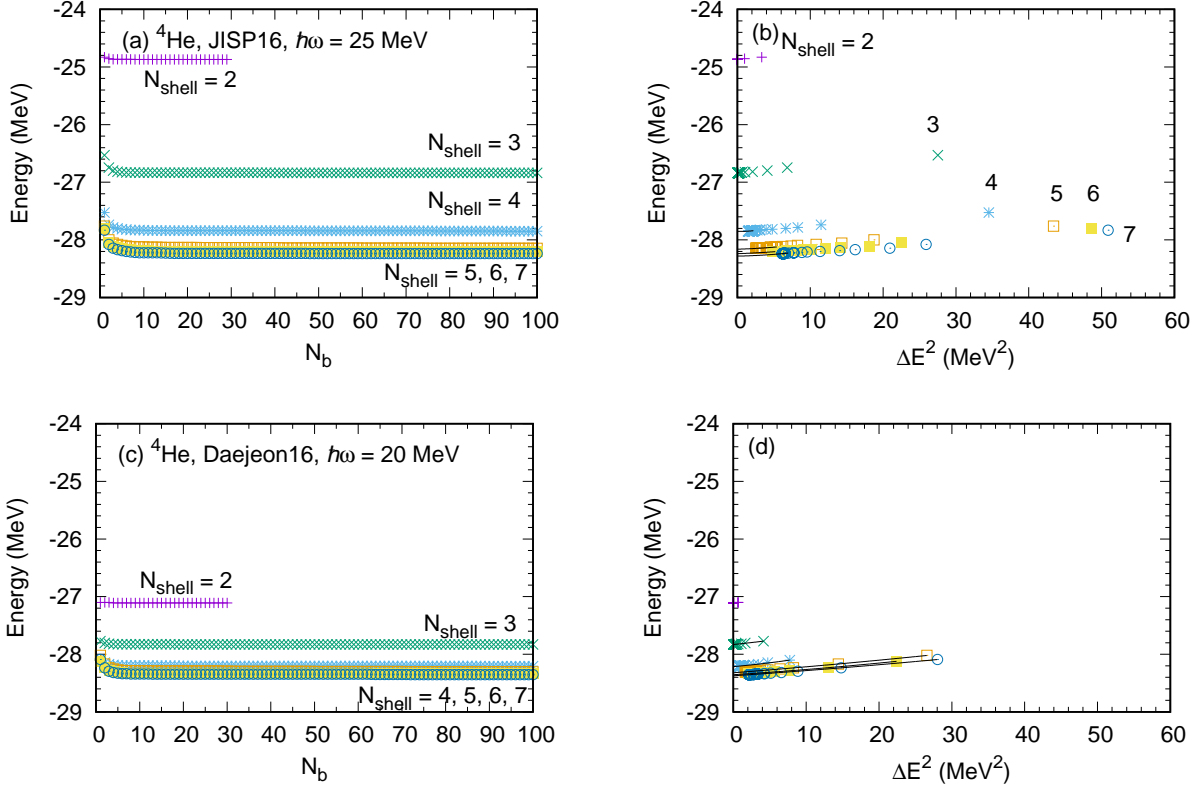 -24
-25
-26
-27
-28
-29
Energy (MeV)
(a) ⁴He, JISP16, ℏω = 25 MeV
N_shell = 2
N_shell = 3
N_shell = 4
N_shell = 5, 6, 7
0 10 20 30 40 50 60 70 80 90 100
N_b
-24
-25
-26
-27
-28
-29
Energy (MeV)
(b)
N_shell = 2
3
4
5
6
7
0 10 20 30 40 50 60
ΔE² (MeV²)
-24
-25
-26
-27
-28
-29
Energy (MeV)
(c) ⁴He, Daejeon16, ℏω = 20 MeV
N_shell = 2
N_shell = 3
N_shell = 4, 5, 6, 7
0 10 20 30 40 50 60 70 80 90 100
N_b
-24
-25
-26
-27
-28
-29
Energy (MeV)
(d)
0 10 20 30 40 50 60
ΔE² (MeV²)